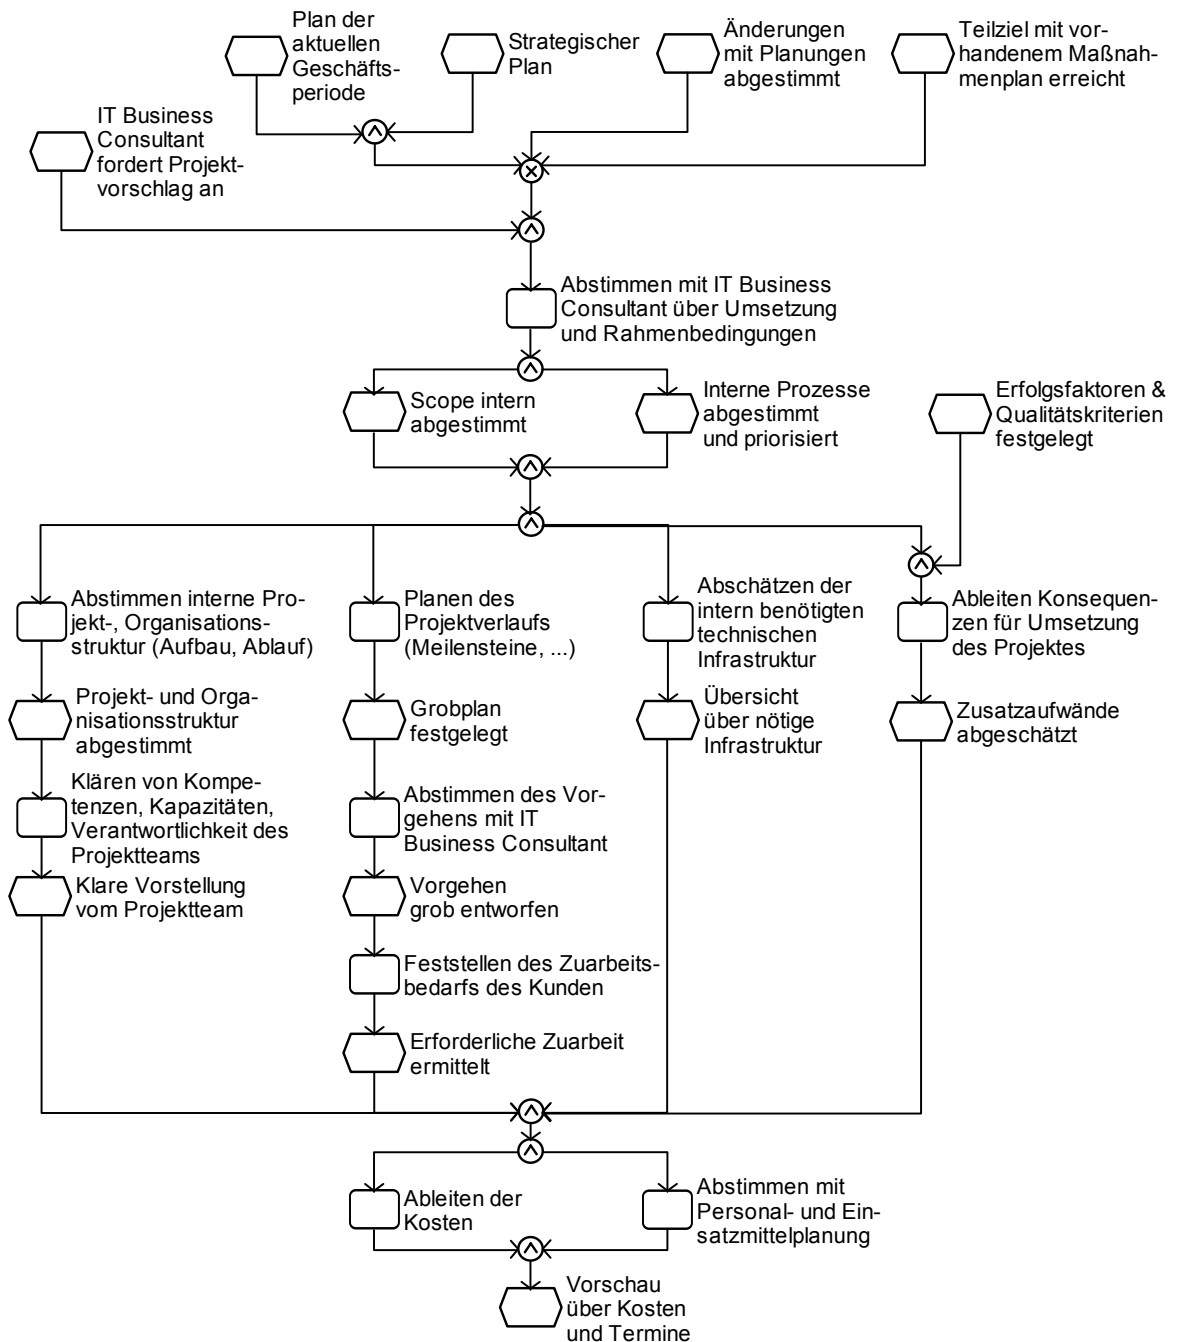 Plan der
aktuellen
Geschäfts-
periode
Strategischer
Plan
Änderungen
mit Planungen
abgestimmt
Teilziel mit vor-
handenem Maßnah-
menplan erreicht
IT Business
Consultant
fordert Projekt-
vorschlag an
Abstimmen mit IT Business
Consultant über Umsetzung
und Rahmenbedingungen
Scope intern
abgestimmt
Interne Prozesse
abgestimmt
und priorisiert
Erfolgsfaktoren &
Qualitätskriterien
festgelegt
Abstimmen interne Pro-
jekt-, Organisations-
struktur (Aufbau, Ablauf)
Planen des
Projektverlaufs
(Meilensteine, ...)
Abschätzen der
intern benötigten
technischen
Infrastruktur
Ableiten Konsequen-
zen für Umsetzung
des Projektes
Projekt- und Orga-
nisationsstruktur
abgestimmt
Grobplan
festgelegt
Übersicht
über nötige
Infrastruktur
Zusatzaufwände
abgeschätzt
Klären von Kompe-
tenzen, Kapazitäten,
Verantwortlichkeit des
Projektteams
Abstimmen des Vor-
gehens mit IT
Business Consultant
Klare Vorstellung
vom Projektteam
Vorgehen
grob entworfen
Feststellen des Zuarbeits-
bedarfs des Kunden
Erforderliche Zuarbeit
ermittelt
Ableiten der
Kosten
Abstimmen mit
Personal- und Ein-
satzmittelplanung
Vorschau
über Kosten
und Termine